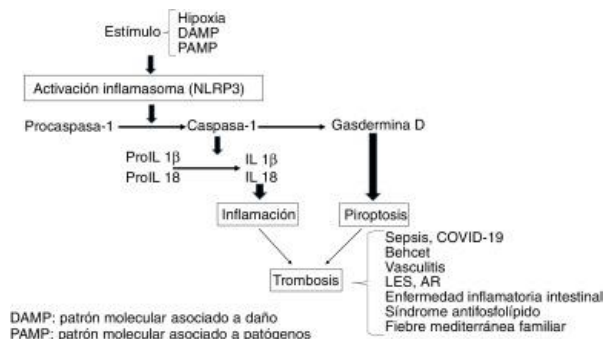 Estímulo
Hipoxia
DAMP
PAMP
Activación inflamasoma (NLRP3)
Procaspasa-1 Caspasa-1 Gasdermina D
ProIL 1β IL 1β
ProIL 18 IL 18
Inflamación Piroptosis
Trombosis
Sepsis, COVID-19
Behcet
Vasculitis
LES, AR
Enfermedad inflamatoria intestinal
Síndrome antifosfolípido
Fiebre mediterránea familiar
DAMP: patrón molecular asociado a daño
PAMP: patrón molecular asociado a patógenos